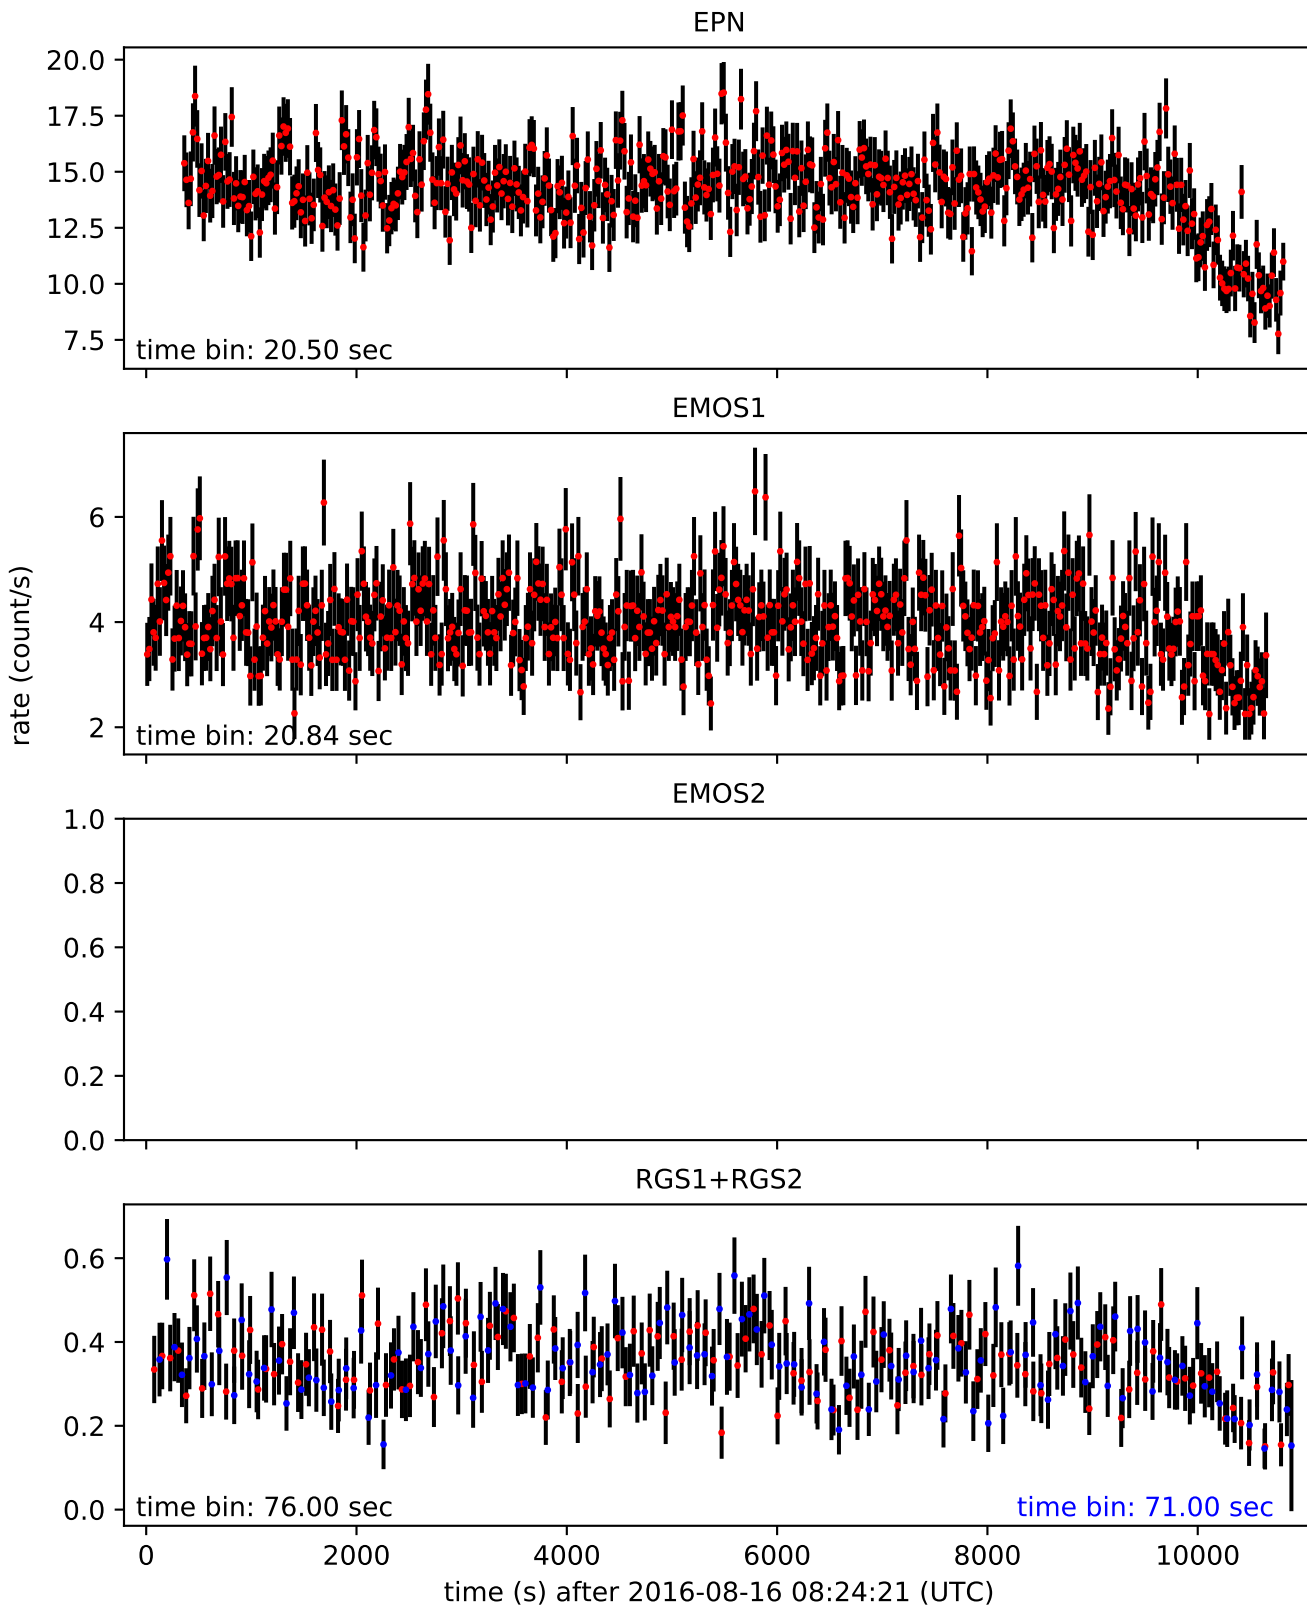 EPN
20.0
17.5
15.0
12.5
10.0
7.5
time bin: 20.50 sec
EMOS1
6
4
2
time bin: 20.84 sec
rate (count/s)
EMOS2
1.0
0.8
0.6
0.4
0.2
0.0
RGS1+RGS2
0.6
0.4
0.2
0.0
time bin: 76.00 sec
time bin: 71.00 sec
0 2000 4000 6000 8000 10000
time (s) after 2016-08-16 08:24:21 (UTC)